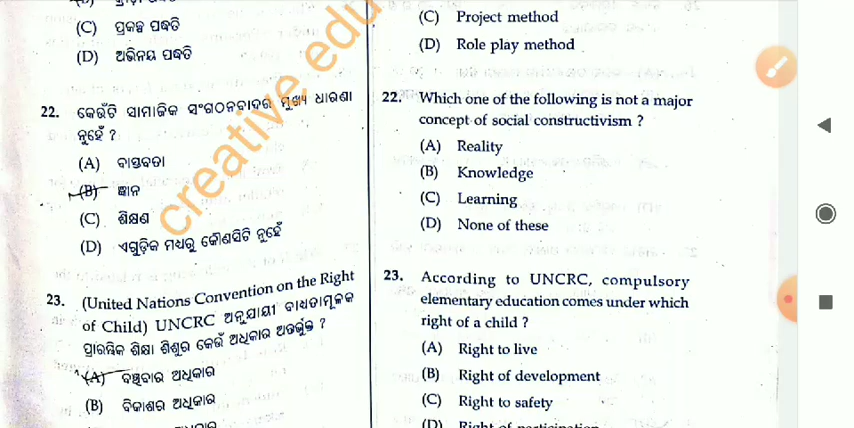 (C) ପ୍ରକଳ୍ପ ପଦ୍ଧତି
(D) ଅଭିନୟ ପଦ୍ଧତି
22. କେଉଁଟି ସାମାଜିକ ସଂଗଠନବାଦର ମୁଖ୍ୟ ଧାରଣା
ନୁହେଁ ?
(A) ବାସ୍ତବତା
(B) ଜ୍ଞାନ
(C) ଶିକ୍ଷଣ
(D) ଏଗୁଡ଼ିକ ମଧ୍ୟରୁ କୌଣସିଟି ନୁହେଁ
23. (United Nations Convention on the Right
of Child) UNCRC ଅନୁଯାୟୀ ବାଧ୍ୟତାମୂଳକ
ପ୍ରାରମ୍ଭିକ ଶିକ୍ଷା ଶିଶୁର କେଉଁ ଅଧିକାର ଅନ୍ତର୍ଭୁକ୍ତ ?
(A) ବଞ୍ଚିବାର ଅଧିକାର
(B) ବିକାଶର ଅଧିକାର
(C) Project method
(D) Role play method
22. Which one of the following is not a major
concept of social constructivism ?
(A) Reality
(B) Knowledge
(C) Learning
(D) None of these
23. According to UNCRC, compulsory
elementary education comes under which
right of a child ?
(A) Right to live
(B) Right of development
(C) Right to safety
(D) Right of participation
creative edu